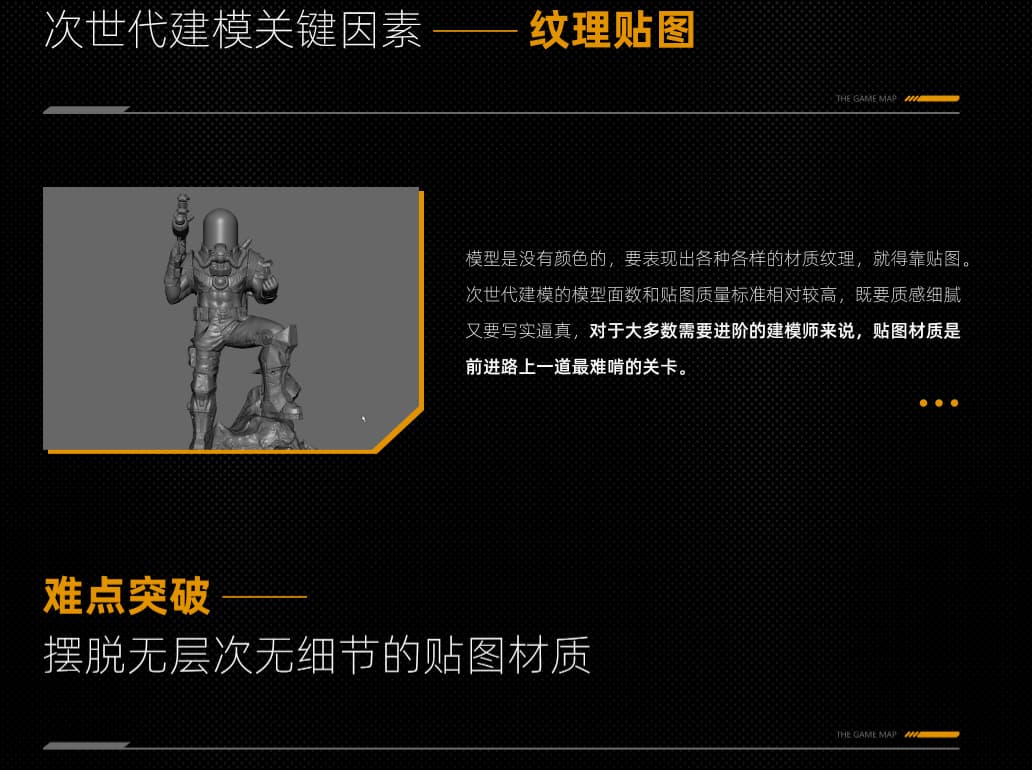 次世代建模关键因素 —— 纹理贴图
THE GAME MAP
模型是没有颜色的，要表现出各种各样的材质纹理，就得靠贴图。
次世代建模的模型面数和贴图质量标准相对较高，既要质感细腻
又要写实逼真，对于大多数需要进阶的建模师来说，贴图材质是
前进路上一道最难啃的关卡。
难点突破 ——
摆脱无层次无细节的贴图材质
THE GAME MAP